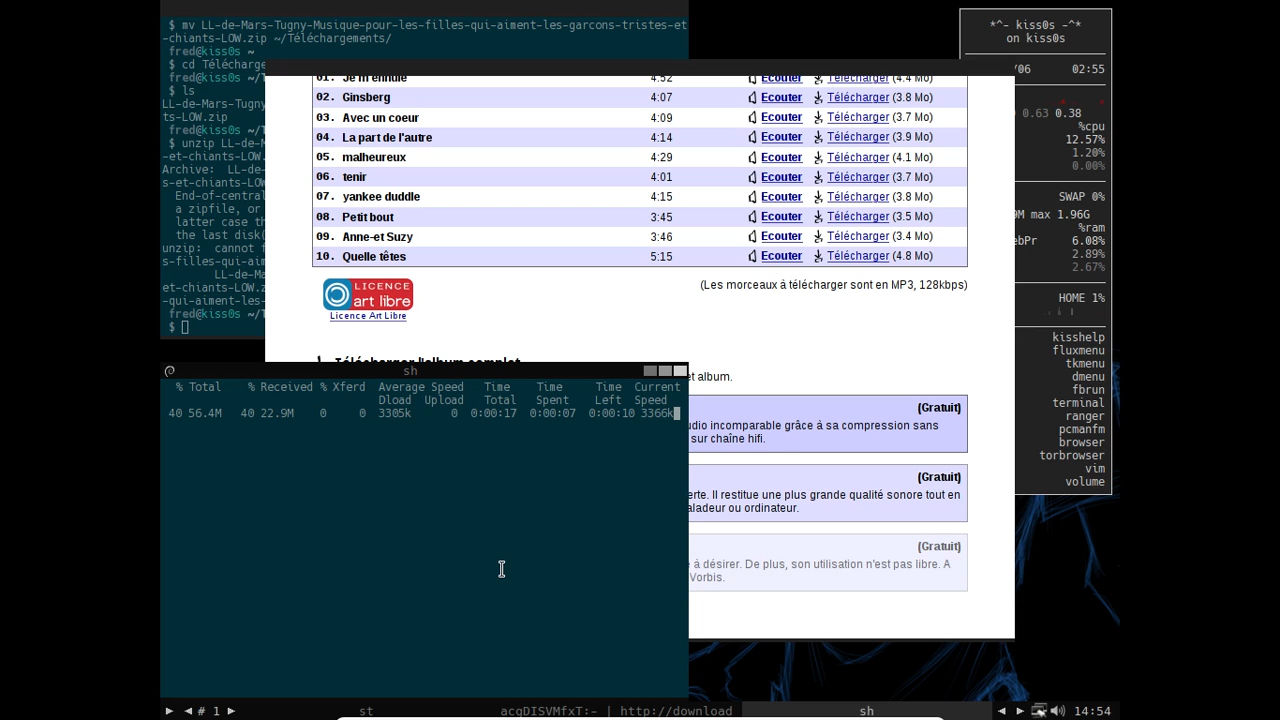 $ mv LL-de-Mars-Tugny-Musique-pour-les-filles-qui-aiment-les-garcons-tristes-et
-chiants-LOW.zip ~/Téléchargements/
fred@kiss0s ~
$ cd Télécharge
fred@kiss0s ~/T
$ ls
LL-de-Mars-Tugny
ts-LOW.zip
fred@kiss0s ~/T
$ unzip LL-de-M
-et-chiants-LOW.
Archive: LL-de-
s-et-chiants-LOW
End-of-central
a zipfile, or
latter case th
the last disk(
unzip: cannot f
s-filles-qui-aim
LL-de-Ma
et-chiants-LOW.z
-qui-aiment-les-
fred@kiss0s ~/T
$
01. Je m'ennuie 4:52 Ecouter Télécharger (4.4 Mo)
02. Ginsberg 4:07 Ecouter Télécharger (3.8 Mo)
03. Avec un coeur 4:09 Ecouter Télécharger (3.7 Mo)
04. La part de l'autre 4:14 Ecouter Télécharger (3.9 Mo)
05. malheureux 4:29 Ecouter Télécharger (4.1 Mo)
06. tenir 4:01 Ecouter Télécharger (3.7 Mo)
07. yankee duddle 4:15 Ecouter Télécharger (3.8 Mo)
08. Petit bout 3:45 Ecouter Télécharger (3.5 Mo)
09. Anne-et Suzy 3:46 Ecouter Télécharger (3.4 Mo)
10. Quelle têtes 5:15 Ecouter Télécharger (4.8 Mo)
LICENCE
art libre
Licence Art Libre
(Les morceaux à télécharger sont en MP3, 128kbps)
Télécharger l'album complet
et album.
(Gratuit)
udio incomparable grâce à sa compression sans
sur chaîne hifi.
(Gratuit)
erte. Il restitue une plus grande qualité sonore tout en
aladeur ou ordinateur.
(Gratuit)
e à désirer. De plus, son utilisation n'est pas libre. A
Vorbis.
sh
% Total % Received % Xferd Average Speed Time Time Time Current
Dload Upload Total Spent Left Speed
40 56.4M 40 22.9M 0 0 3305k 0 0:00:17 0:00:07 0:00:10 3366k
*^- kiss0s -^*
on kiss0s
/06 02:55
0.63 0.38
%cpu
12.57%
1.20%
0.00%
SWAP 0%
9M max 1.96G
%ram
ebPr 6.08%
2.89%
2.67%
HOME 1%
kisshelp
fluxmenu
tkmenu
dmenu
fbrun
terminal
ranger
pcmanfm
browser
torbrowser
vim
volume
# 1
st
acqDISVMfxT:- | http://download
sh
14:54